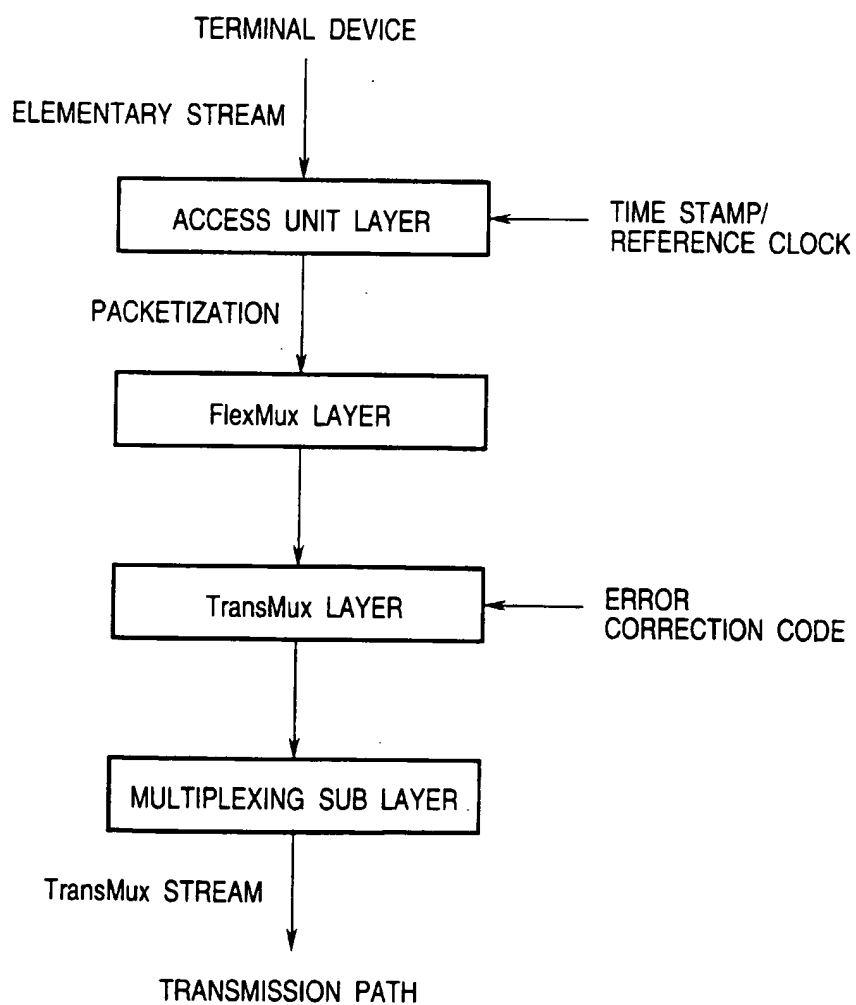 TERMINAL DEVICE
ELEMENTARY STREAM
ACCESS UNIT LAYER
TIME STAMP/
REFERENCE CLOCK
PACKETIZATION
FlexMux LAYER
TransMux LAYER
ERROR
CORRECTION CODE
MULTIPLEXING SUB LAYER
TransMux STREAM
TRANSMISSION PATH